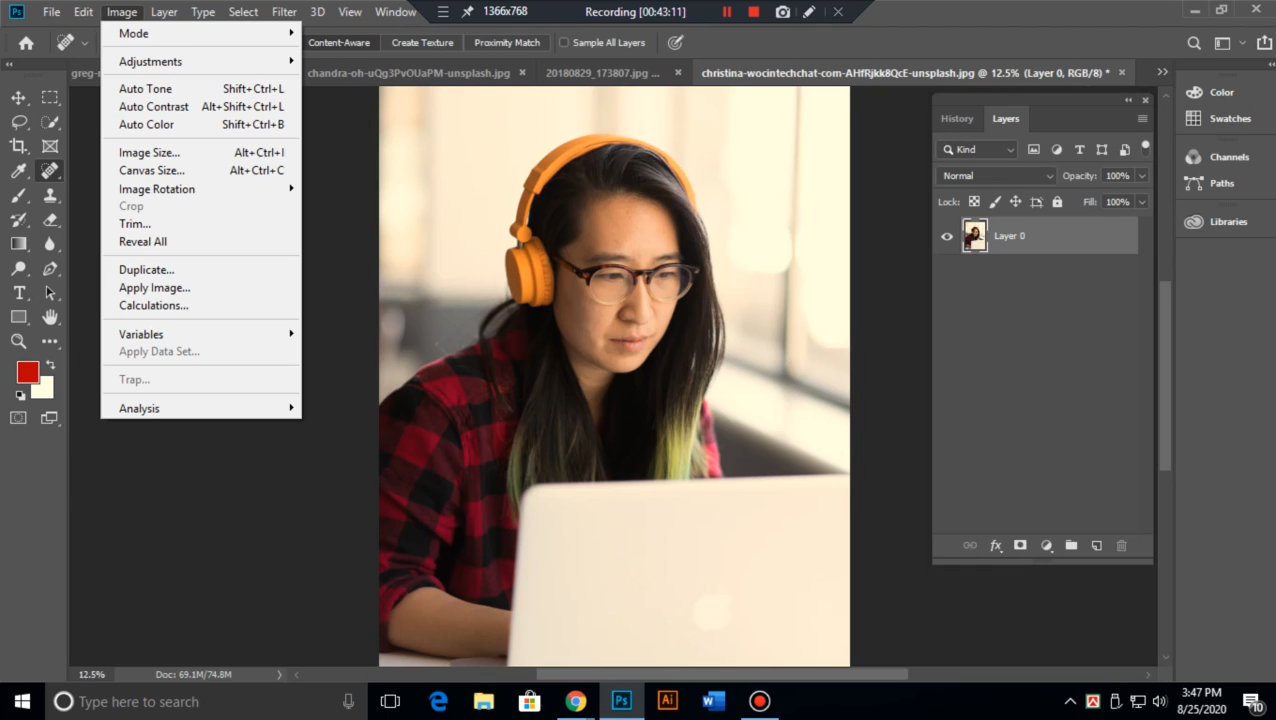 Ps File Edit Image Layer Type Select Filter 3D View Window 1366x768 Recording [00:43:11]
Content-Aware Create Texture Proximity Match Sample All Layers
chandra-oh-uQg3PvOUaPM-unsplash.jpg 20180829_173807.jpg ... christina-wocintechchat-com-AHfRjkk8QcE-unsplash.jpg @ 12.5% (Layer 0, RGB/8) *
Mode
Adjustments
Auto Tone Shift+Ctrl+L
Auto Contrast Alt+Shift+Ctrl+L
Auto Color Shift+Ctrl+B
Image Size... Alt+Ctrl+I
Canvas Size... Alt+Ctrl+C
Image Rotation
Crop
Trim...
Reveal All
Duplicate...
Apply Image...
Calculations...
Variables
Apply Data Set...
Trap...
Analysis
History Layers
Kind
Normal Opacity: 100%
Lock: Fill: 100%
Layer 0
fx
Color
Swatches
Channels
Paths
Libraries
12.5% Doc: 69.1M/74.8M
Type here to search
Ps Ai
3:47 PM
8/25/2020
10